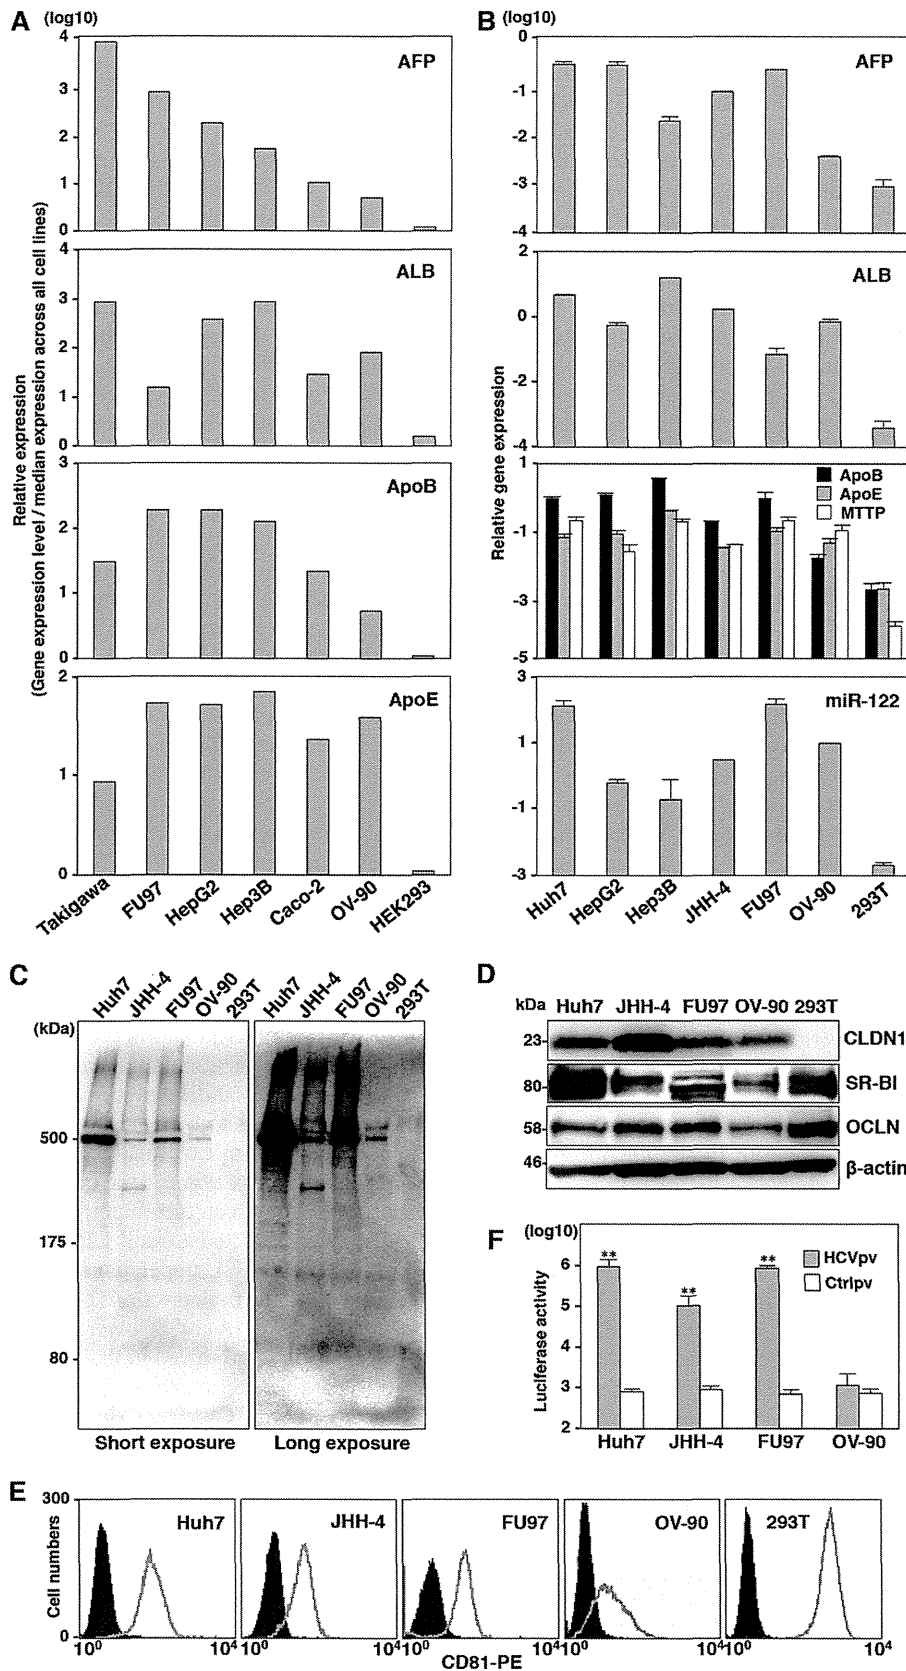 A (log10)
4
3
2
1
0
AFP
4
3
2
1
0
ALB
3
2
1
0
ApoB
2
1
0
ApoE
Relative expression
(Gene expression level / median expression across all cell lines)
Takigawa FU97 HepG2 Hep3B Caco-2 OV-90 HEK293
B (log10)
-0
-1
-3
-4
AFP
0
-2
-4
ALB
1
-1
-3
-5
ApoB
ApoE
MTTP
3
1
-1
-3
miR-122
Relative gene expression
Huh7 HepG2 Hep3B JHH-4 FU97 OV-90 293T
C
Huh7 JHH-4 FU97 OV-90 293T Huh7 JHH-4 FU97 OV-90 293T
(kDa)
500
175
80
Short exposure Long exposure
D
kDa Huh7 JHH-4 FU97 OV-90 293T
23 CLDN1
80 SR-BI
58 OCLN
46 β-actin
F (log10)
6
5
3
2
Luciferase activity
** ** **
HCVpv
Ctrlpv
Huh7 JHH-4 FU97 OV-90
E
300
0
Cell numbers
Huh7 JHH-4 FU97 OV-90 293T
10⁰ 10⁴ 10⁰ 10⁴ 10⁰ 10⁴ 10⁰ 10⁴ 10⁰ 10⁴
CD81-PE